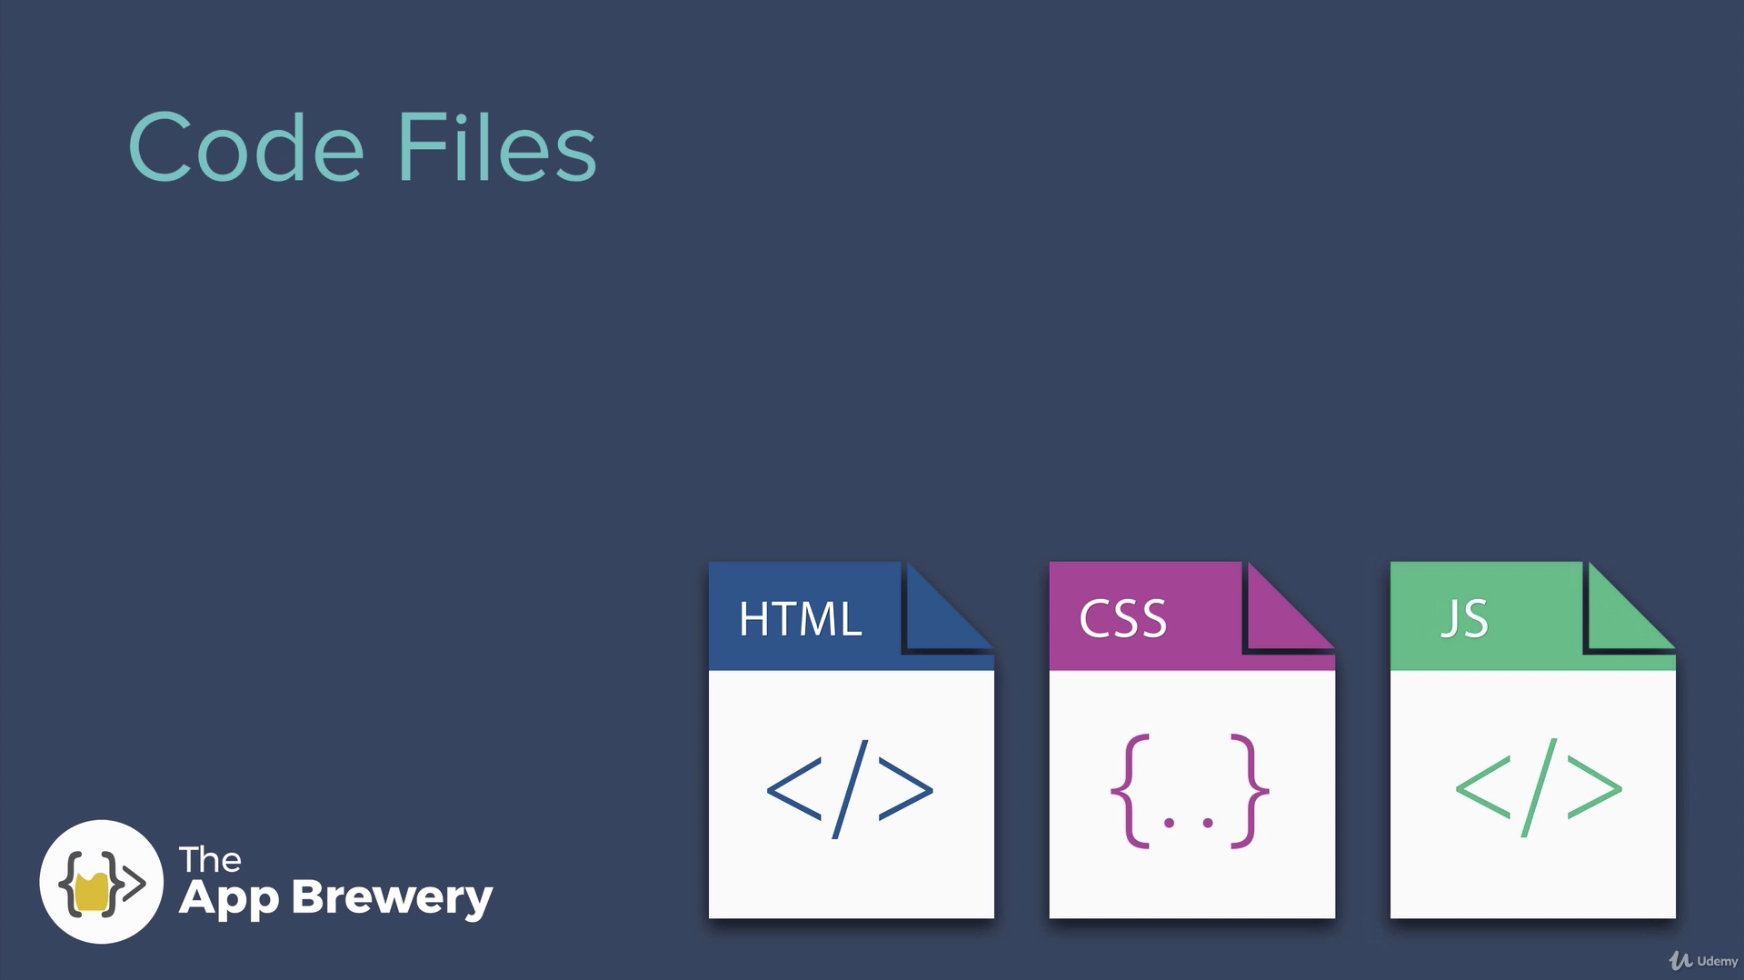 Code Files
HTML
CSS
JS
</>
{..}
</>
The
App Brewery
Udemy